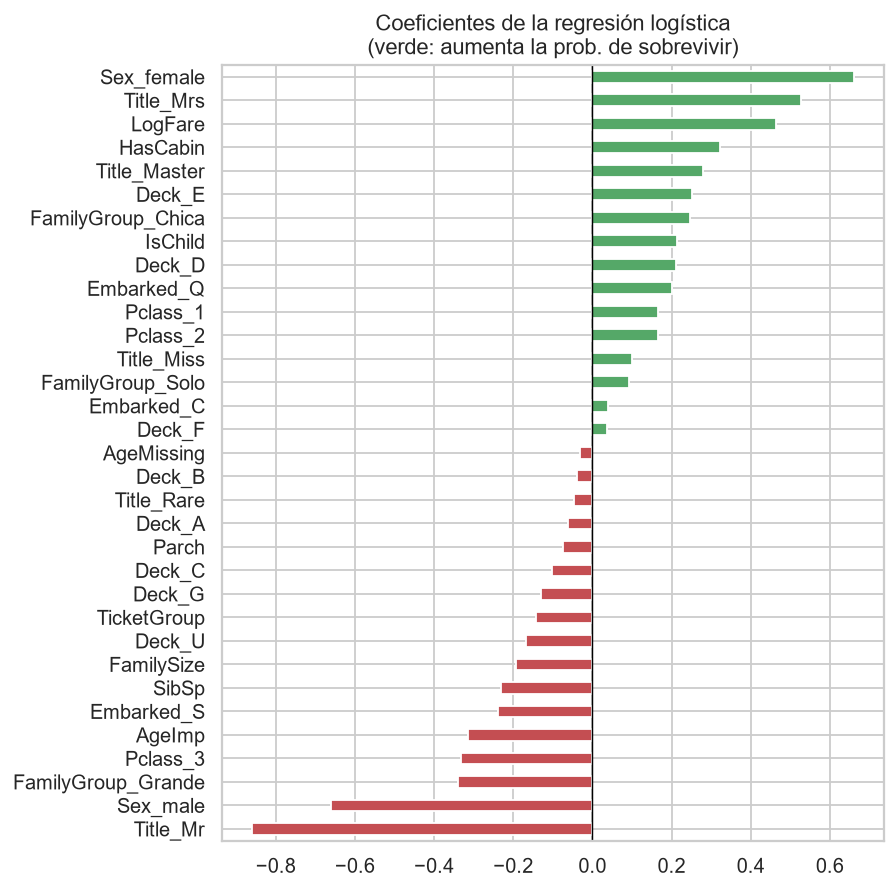 Coeficientes de la regresión logística
(verde: aumenta la prob. de sobrevivir)
Sex_female
Title_Mrs
LogFare
HasCabin
Title_Master
Deck_E
FamilyGroup_Chica
IsChild
Deck_D
Embarked_Q
Pclass_1
Pclass_2
Title_Miss
FamilyGroup_Solo
Embarked_C
Deck_F
AgeMissing
Deck_B
Title_Rare
Deck_A
Parch
Deck_C
Deck_G
TicketGroup
Deck_U
FamilySize
SibSp
Embarked_S
AgeImp
Pclass_3
FamilyGroup_Grande
Sex_male
Title_Mr
−0.8 −0.6 −0.4 −0.2 0.0 0.2 0.4 0.6